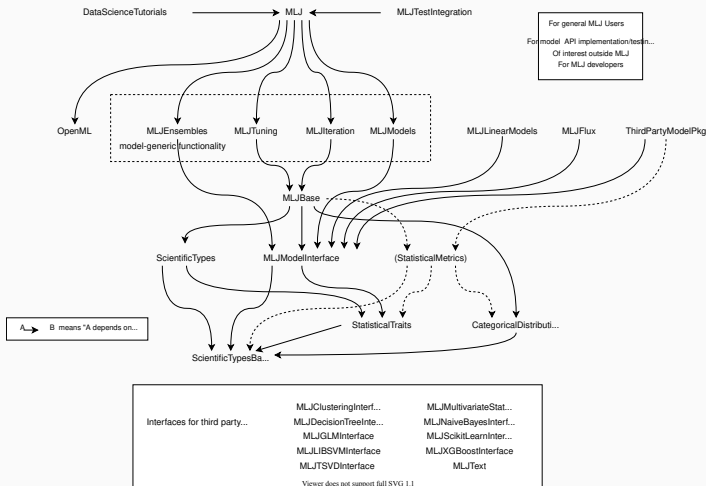 DataScienceTutorials
MLJ
MLJTestIntegration
For general MLJ Users
For model API implementation/testin...
Of interest outside MLJ
For MLJ developers
OpenML
MLJEnsembles
MLJTuning
MLJIteration
MLJModels
MLJLinearModels
MLJFlux
ThirdPartyModelPkg
model-generic functionality
MLJBase
ScientificTypes
MLJModelInterface
(StatisticalMetrics)
A
B means "A depends on...
StatisticalTraits
CategoricalDistributi...
ScientificTypesBa...
Interfaces for third party...
MLJClusteringInterf...
MLJMultivariateStat...
MLJDecisionTreeInte...
MLJNaiveBayesInterf...
MLJGLMInterface
MLJScikitLearnInter...
MLJLIBSVMInterface
MLJXGBoostInterface
MLJTSVDInterface
MLJText
Viewer does not support full SVG 1.1